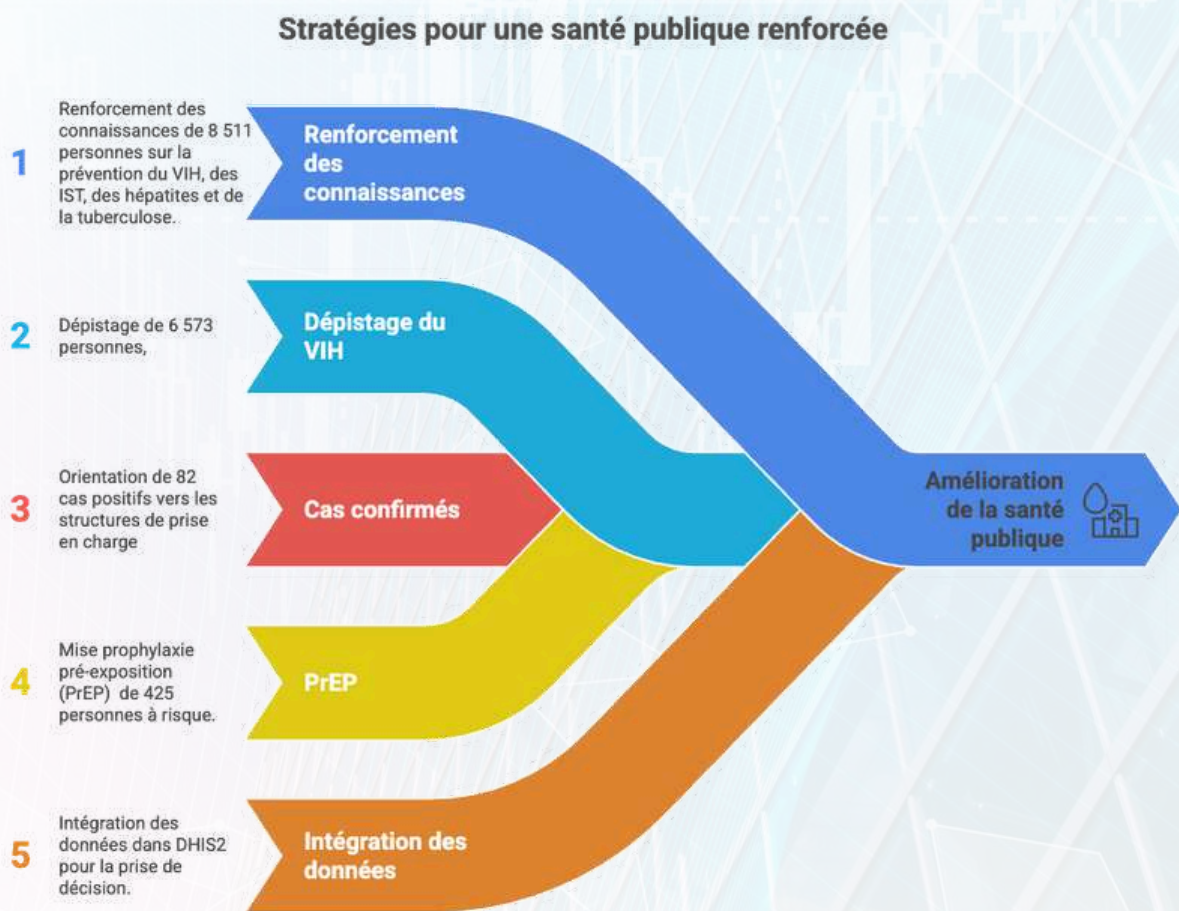 Stratégies pour une santé publique renforcée
1
Renforcement des
connaissances de 8 511
personnes sur la
prévention du VIH, des
IST, des hépatites et de
la tuberculose.
Renforcement
des
connaissances
2
Dépistage de 6 573
personnes,
Dépistage du
VIH
3
Orientation de 82
cas positifs vers les
structures de prise
en charge
Cas confirmés
Amélioration
de la santé
publique
4
Mise prophylaxie
pré-exposition
(PrEP) de 425
personnes à risque.
PrEP
5
Intégration des
données dans DHIS2
pour la prise de
décision.
Intégration des
données